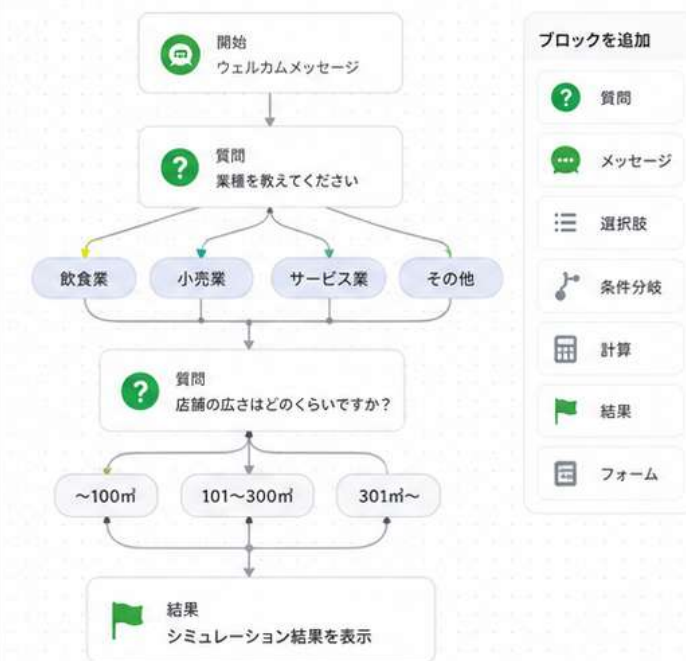 開始
ウェルカムメッセージ
質問
業種を教えてください
飲食業
小売業
サービス業
その他
質問
店舗の広さはどのくらいですか？
～100㎡
101～300㎡
301㎡～
結果
シミュレーション結果を表示
ブロックを追加
質問
メッセージ
選択肢
条件分岐
計算
結果
フォーム